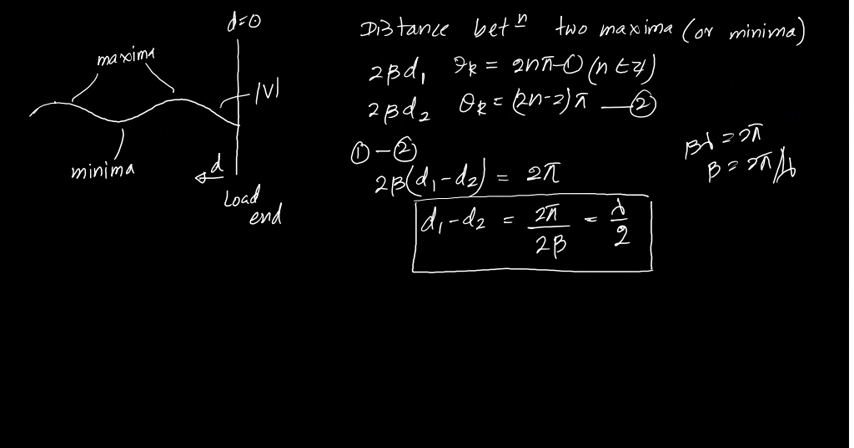 d=0
maxima
|V|
minima
d
Load
end
Distance betⁿ two maxima (or minima)
2βd₁ θR = 2nπ-① (n ∈ Z)
2βd₂ θR = (2n-2)π —②
① - ②
2β(d₁-d₂) = 2π
d₁-d₂ = 2π/2β = λ/2
βλ = 2π
β = 2π/λ